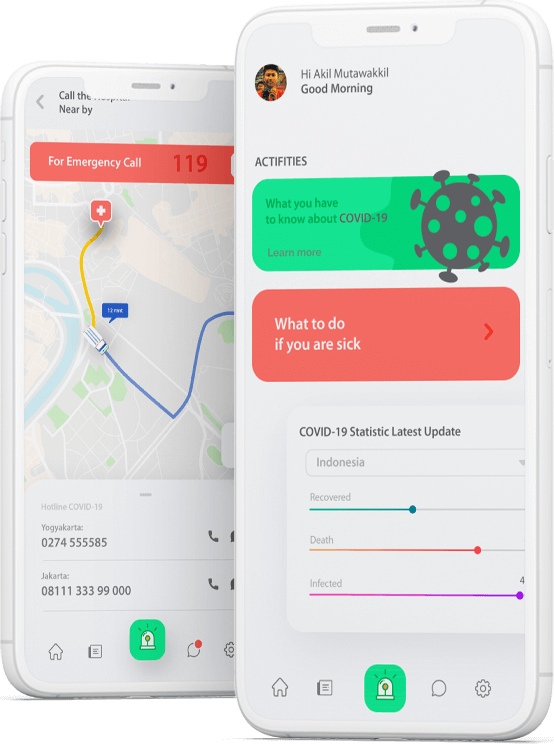 Call the Hospital
Near by
For Emergency Call 119
12 mnt
Hotline COVID-19
Yogyakarta:
0274 555585
Jakarta:
08111 333 99 000
Hi Akil Mutawakkil
Good Morning
ACTIFITIES
What you have
to know about COVID-19
Learn more
What to do
if you are sick
COVID-19 Statistic Latest Update
Indonesia
Recovered
Death
Infected
4